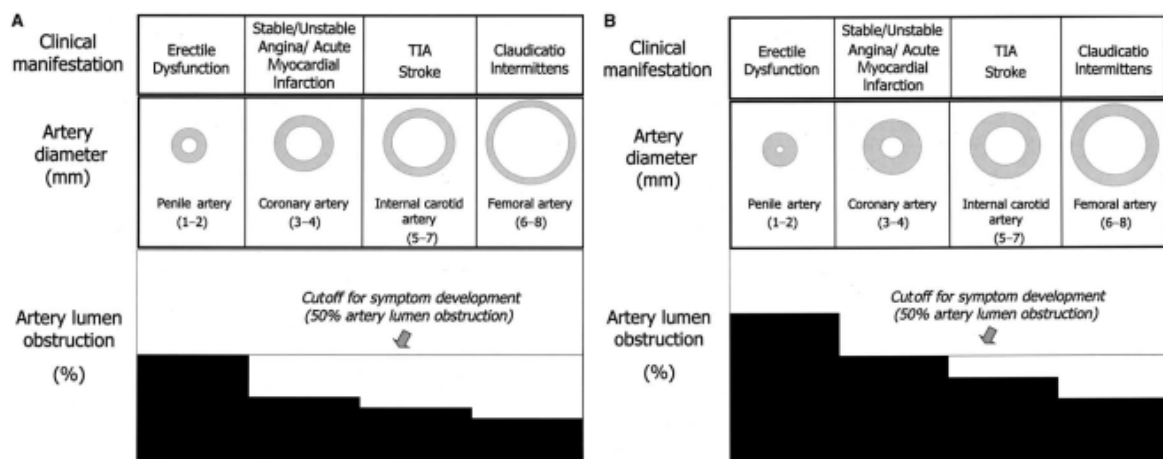 A
Clinical
manifestation
Erectile
Dysfunction
Stable/Unstable
Angina/ Acute
Myocardial
Infarction
TIA
Stroke
Claudicatio
Intermittens
Artery
diameter
(mm)
Penile artery
(1–2)
Coronary artery
(3–4)
Internal carotid
artery
(5–7)
Femoral artery
(6–8)
Artery lumen
obstruction
(%)
Cutoff for symptom development
(50% artery lumen obstruction)
B
Clinical
manifestation
Erectile
Dysfunction
Stable/Unstable
Angina/ Acute
Myocardial
Infarction
TIA
Stroke
Claudicatio
Intermittens
Artery
diameter
(mm)
Penile artery
(1–2)
Coronary artery
(3–4)
Internal carotid
artery
(5–7)
Femoral artery
(6–8)
Artery lumen
obstruction
(%)
Cutoff for symptom development
(50% artery lumen obstruction)